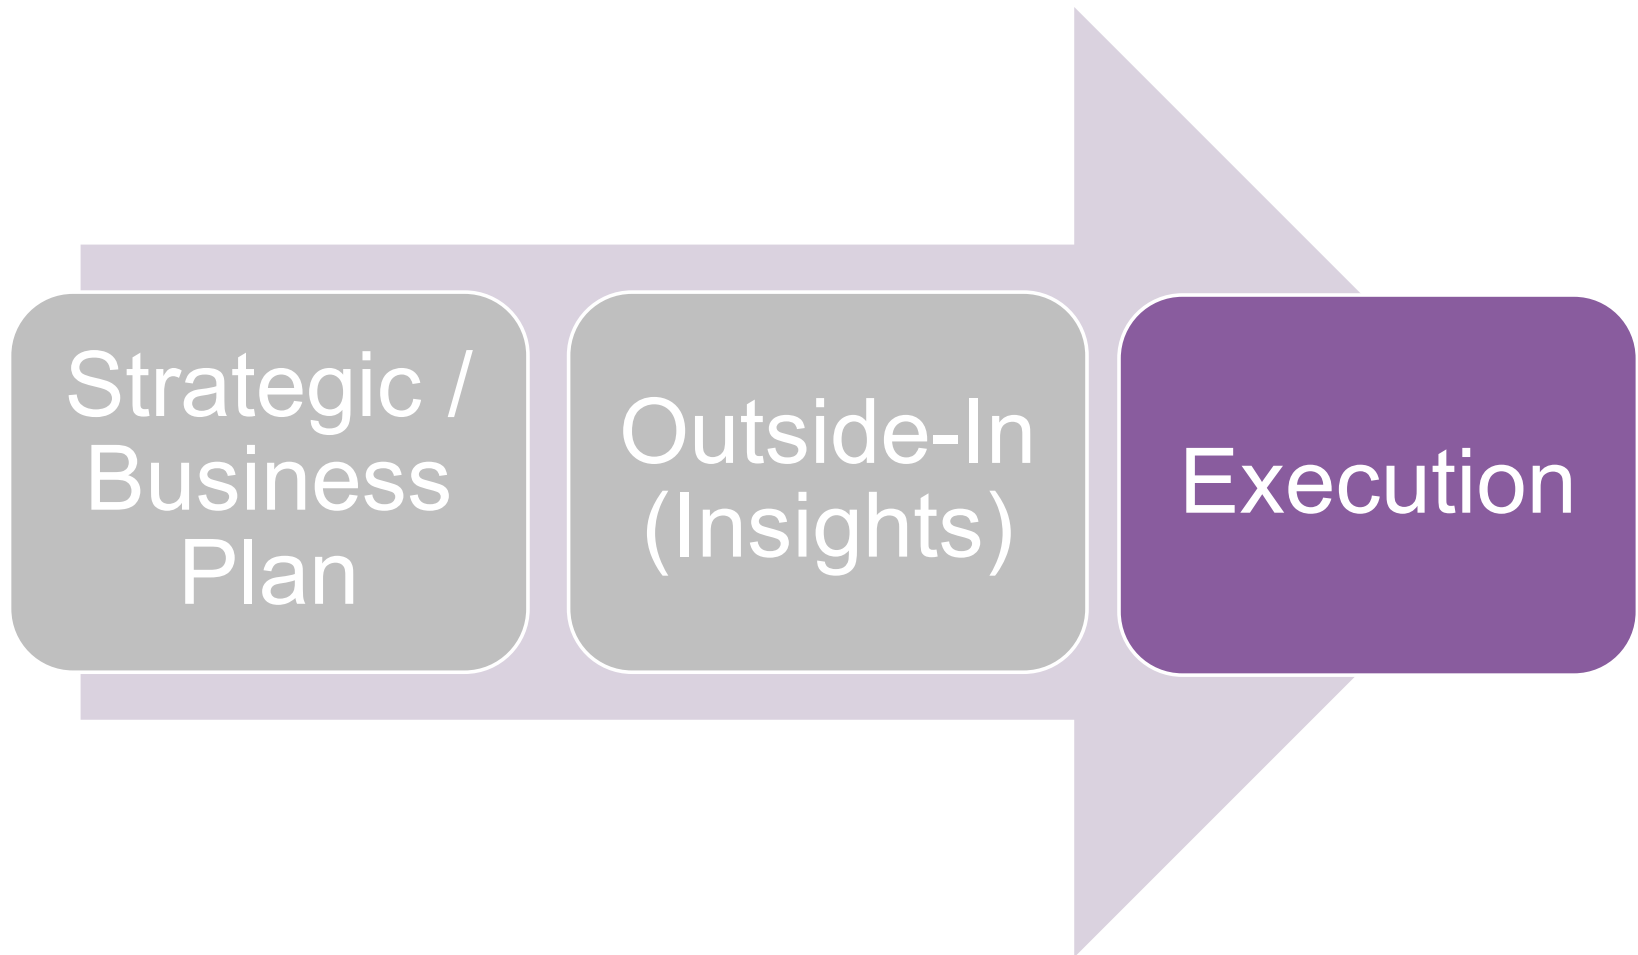 Strategic /
Business
Plan
Outside-In
(Insights)
Execution